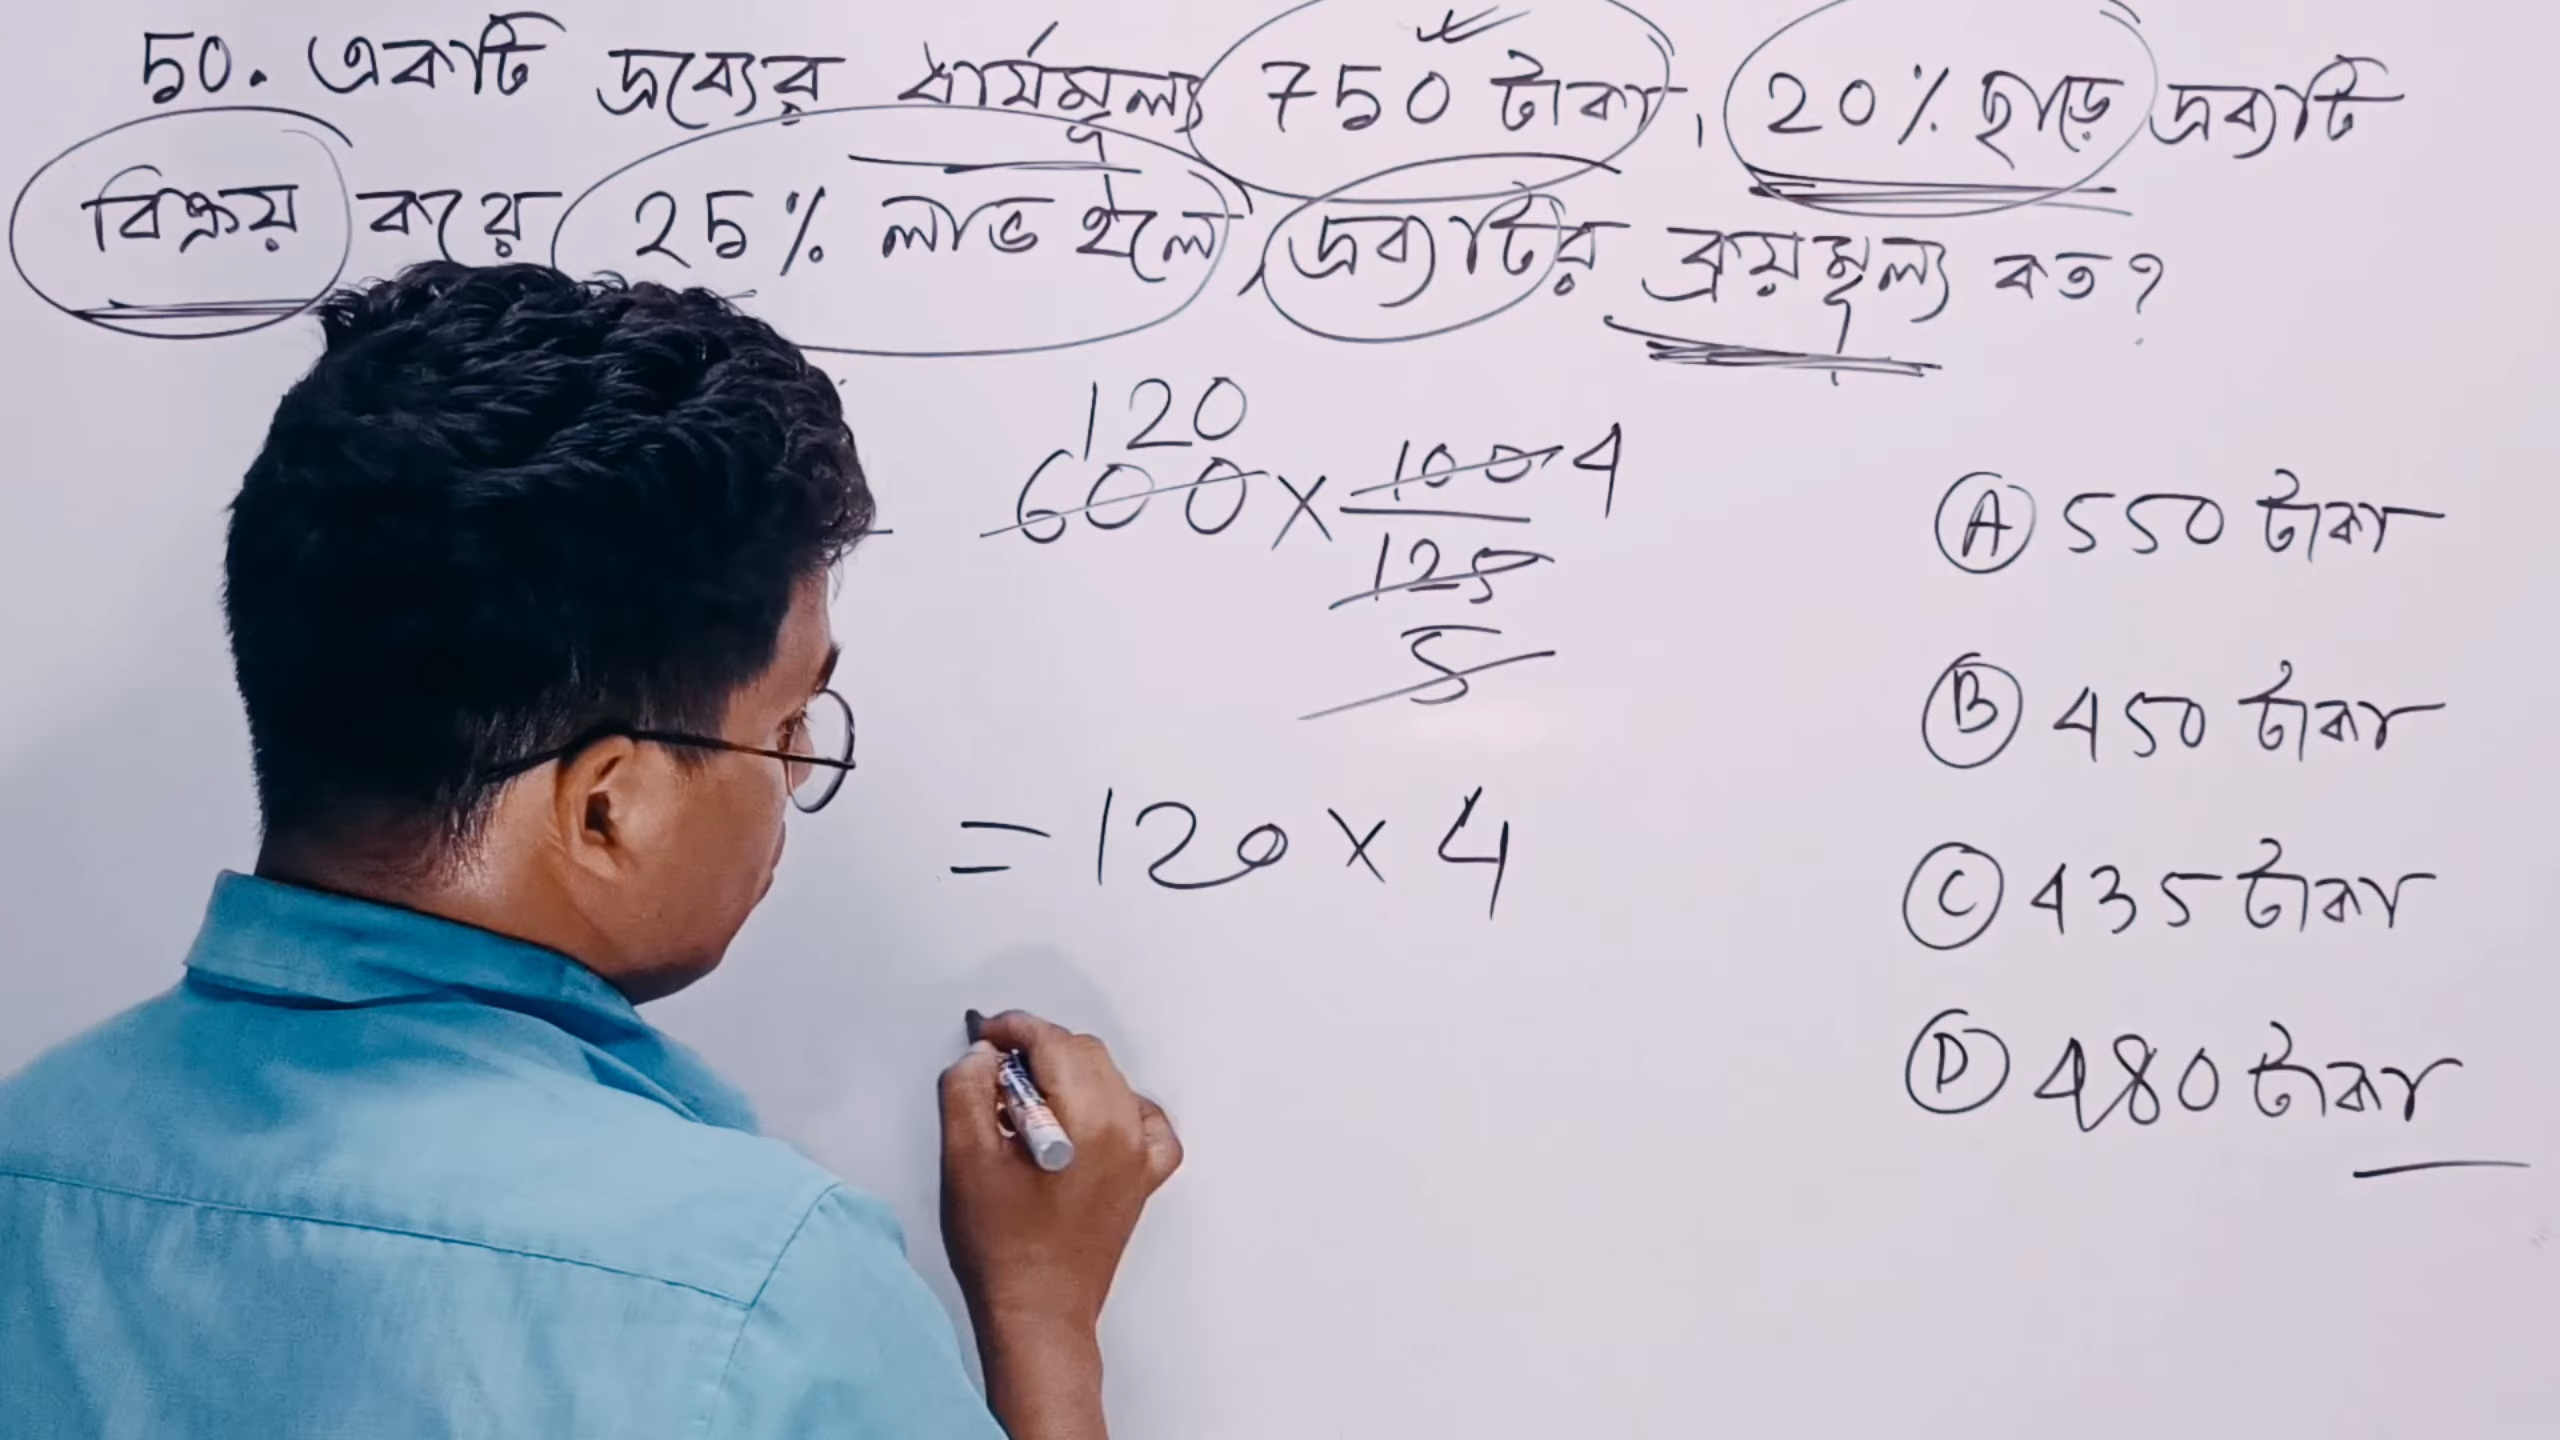 50. একটি দ্রব্যের ধার্যমূল্য 750 টাকা, 20% ছাড়ে দ্রব্যটি
বিক্রয় করে 25% লাভ হলে, দ্রব্যটির ক্রয়মূল্য কত?
120
600 × 100 4
125
5
= 120 × 4
Ⓐ 550 টাকা
Ⓑ 450 টাকা
Ⓒ 435 টাকা
Ⓓ 480 টাকা